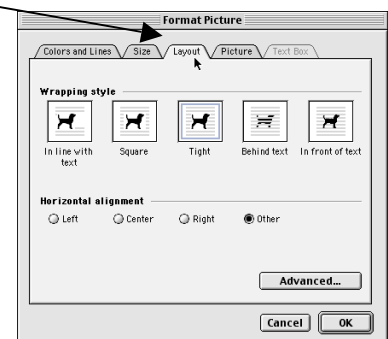 Format Picture
Colors and Lines Size Layout Picture Text Box
Wrapping style
In line with text Square Tight Behind text In front of text
Horizontal alignment
Left Center Right Other
Advanced...
Cancel OK